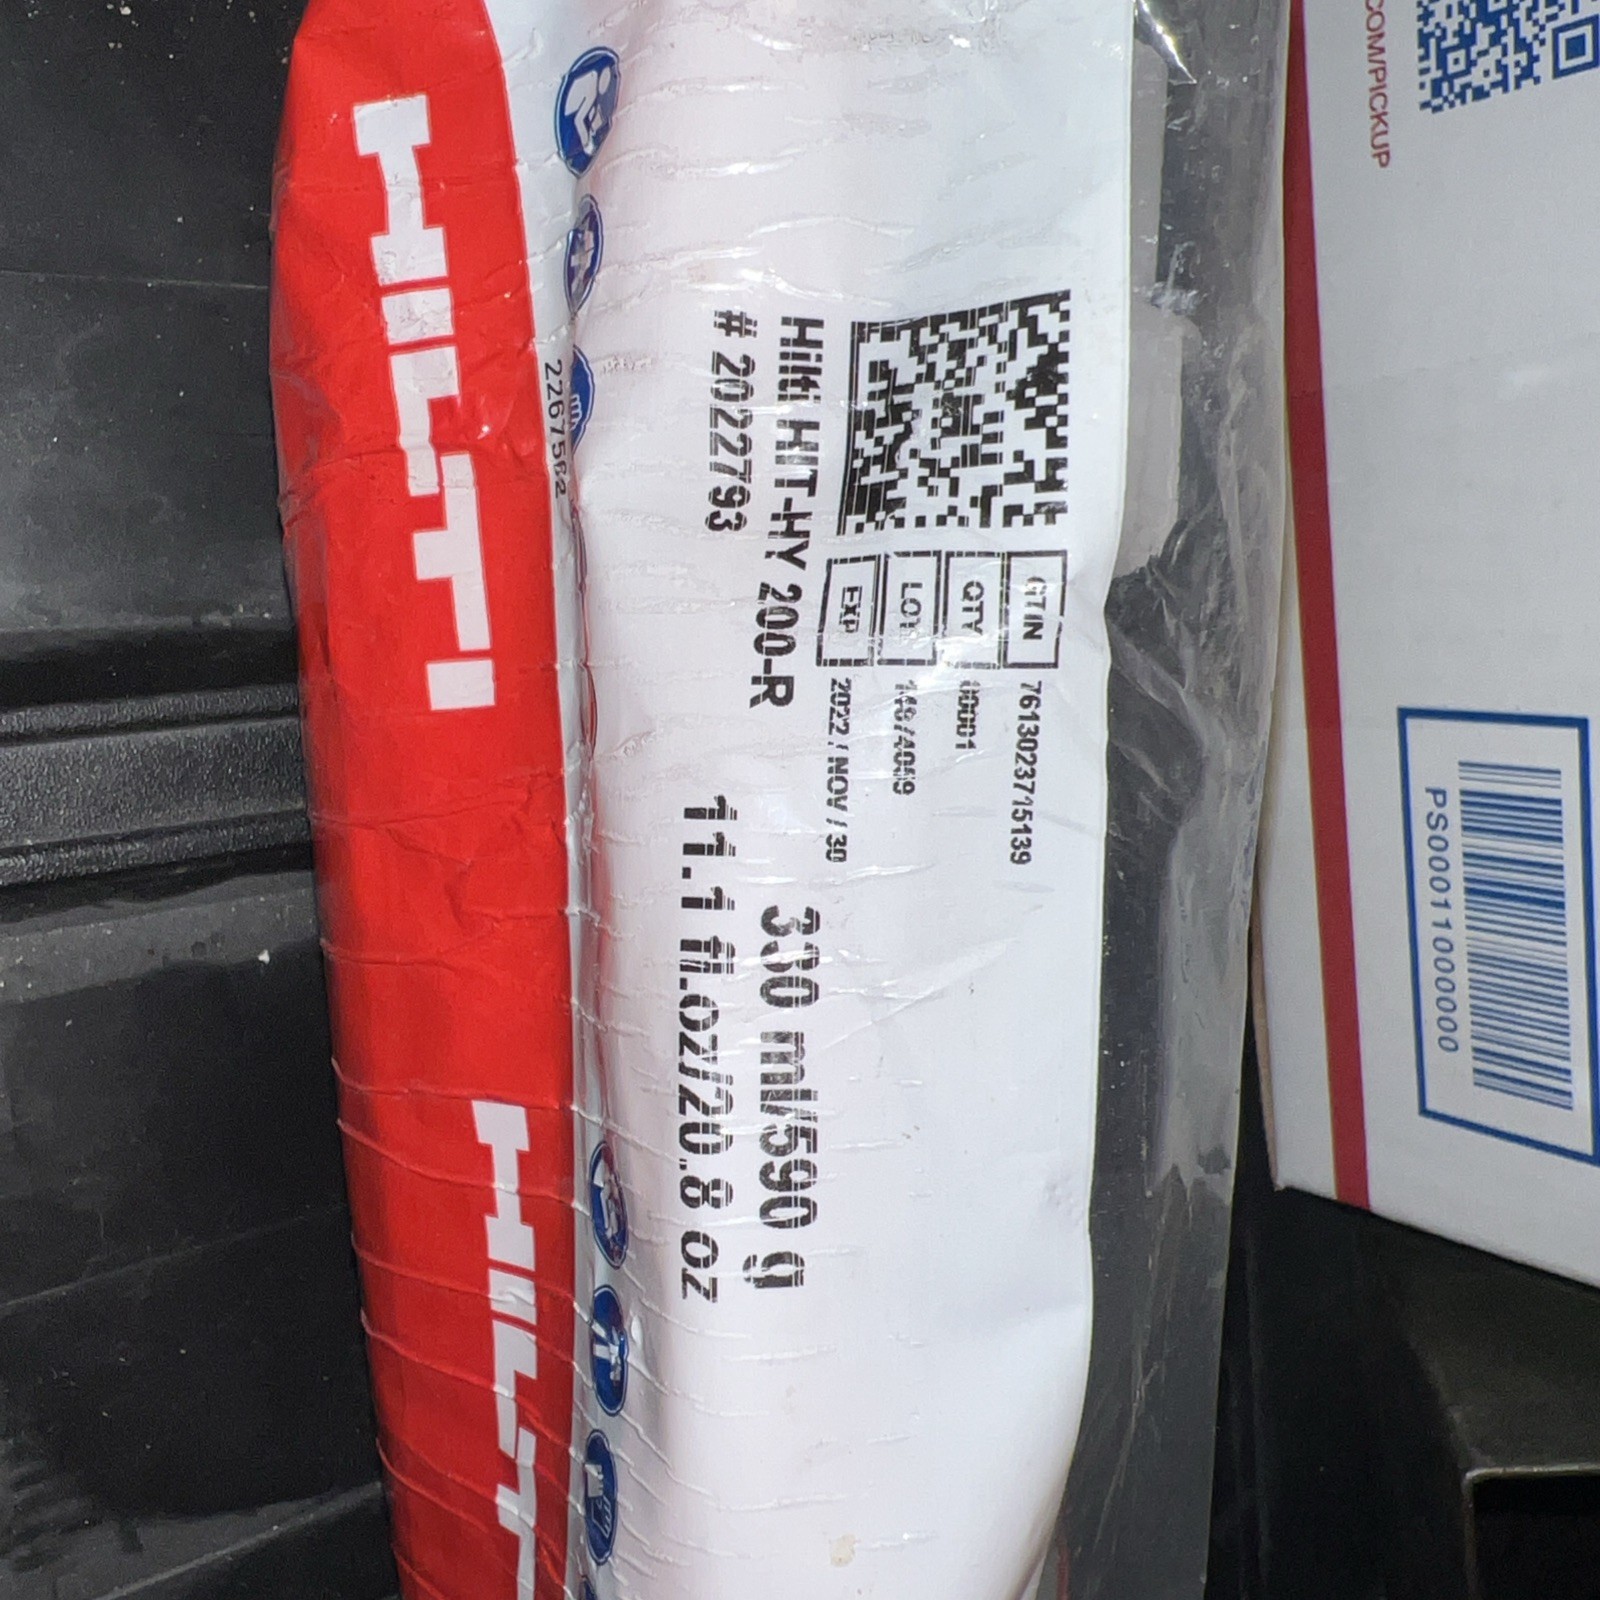 HILTI
2267582
Hilti HIT-HY 200-R
# 2022793
GTIN 7613023715139
QTY 00001
LOT
EXP 2022 / NOV / 30
330 ml/590 g
11.1 fl.oz/20.8 oz
HILTI
.COM/PICKUP
PS00011000000